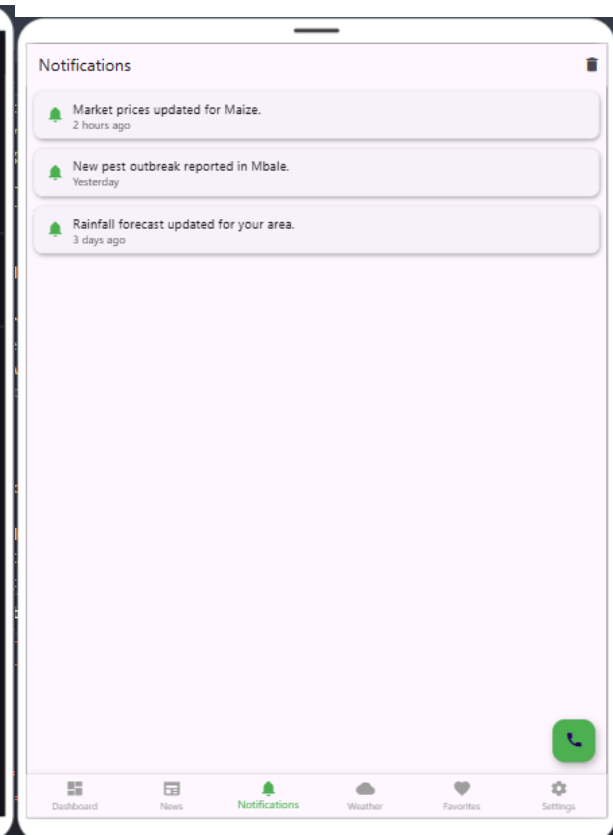 Notifications
Market prices updated for Maize.
2 hours ago
New pest outbreak reported in Mbale.
Yesterday
Rainfall forecast updated for your area.
3 days ago
Dashboard
News
Notifications
Weather
Favorites
Settings